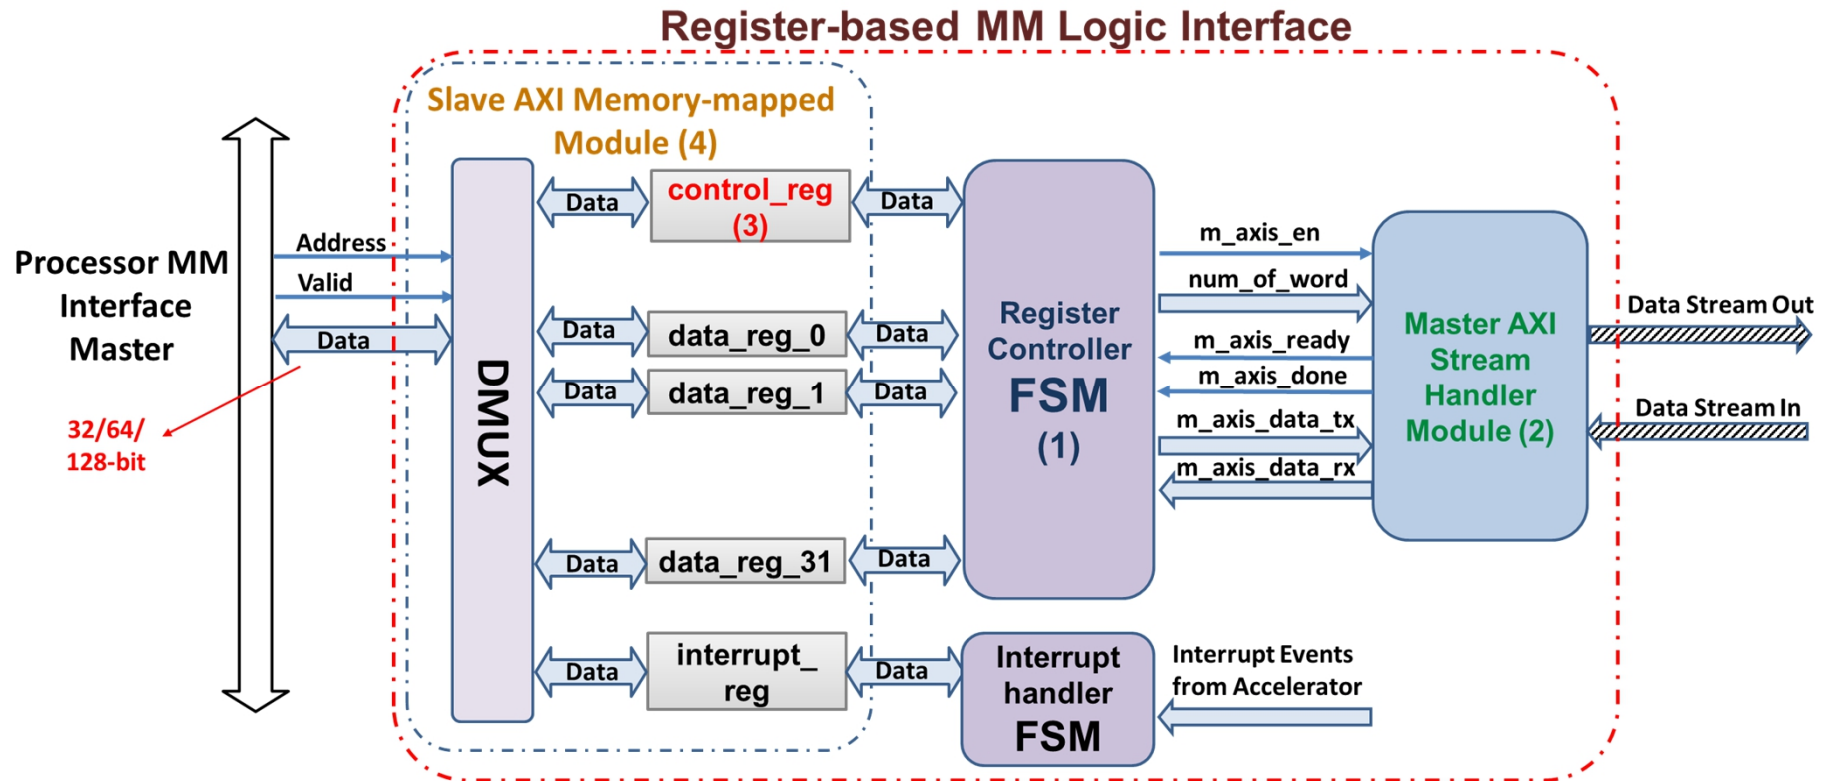 Register-based MM Logic Interface
Slave AXI Memory-mapped
Module (4)
Processor MM
Interface
Master
Address
Valid
Data
32/64/
128-bit
DMUX
Data
control_reg
(3)
Data
Data
data_reg_0
Data
Data
data_reg_1
Data
Data
data_reg_31
Data
Data
interrupt_
reg
Data
Register
Controller
FSM
(1)
Interrupt
handler
FSM
m_axis_en
num_of_word
m_axis_ready
m_axis_done
m_axis_data_tx
m_axis_data_rx
Interrupt Events
from Accelerator
Master AXI
Stream
Handler
Module (2)
Data Stream Out
Data Stream In